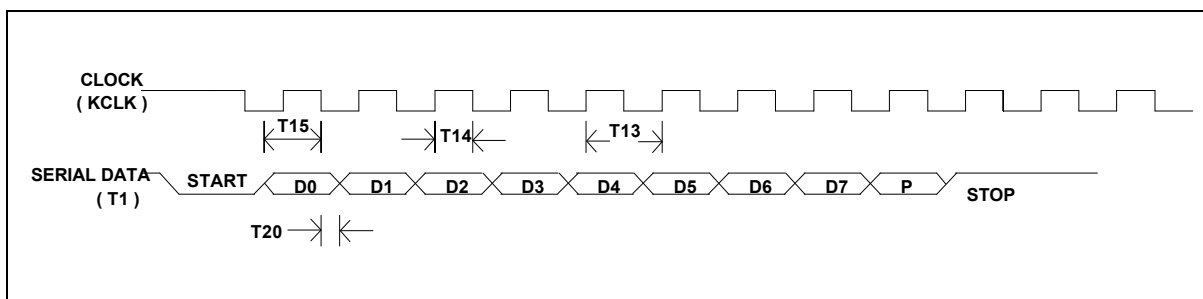 CLOCK
( KCLK )
T15
T14
T13
SERIAL DATA
( T1 )
START
D0
D1
D2
D3
D4
D5
D6
D7
P
STOP
T20